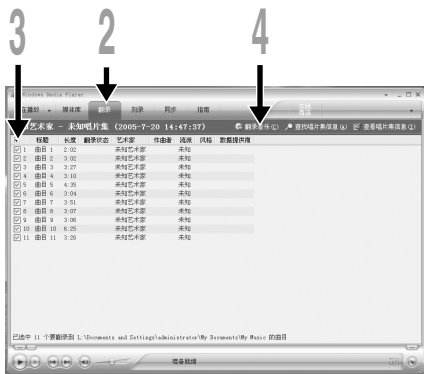 3 2 4
Windows Media Player
在播放 媒体库 翻录 刻录 同步 指南
艺术家 - 未知唱片集 (2005-7-20 14:47:37) 翻录音乐(C) 查找唱片集信息(A) 查看唱片集信息(I)
标题 长度 翻录状态 艺术家 作曲者 流派 风格 数据提供商
1 曲目 1 2:02 未知艺术家 未知
2 曲目 2 3:02 未知艺术家 未知
3 曲目 3 3:27 未知艺术家 未知
4 曲目 4 3:10 未知艺术家 未知
5 曲目 5 4:35 未知艺术家 未知
6 曲目 6 3:04 未知艺术家 未知
7 曲目 7 3:51 未知艺术家 未知
8 曲目 8 3:07 未知艺术家 未知
9 曲目 9 3:08 未知艺术家 未知
10 曲目 10 6:25 未知艺术家 未知
11 曲目 11 3:26 未知艺术家 未知
已选中 11 个要翻录到 L:\Documents and Settings\administrator\My Documents\My Music 的曲目
准备就绪